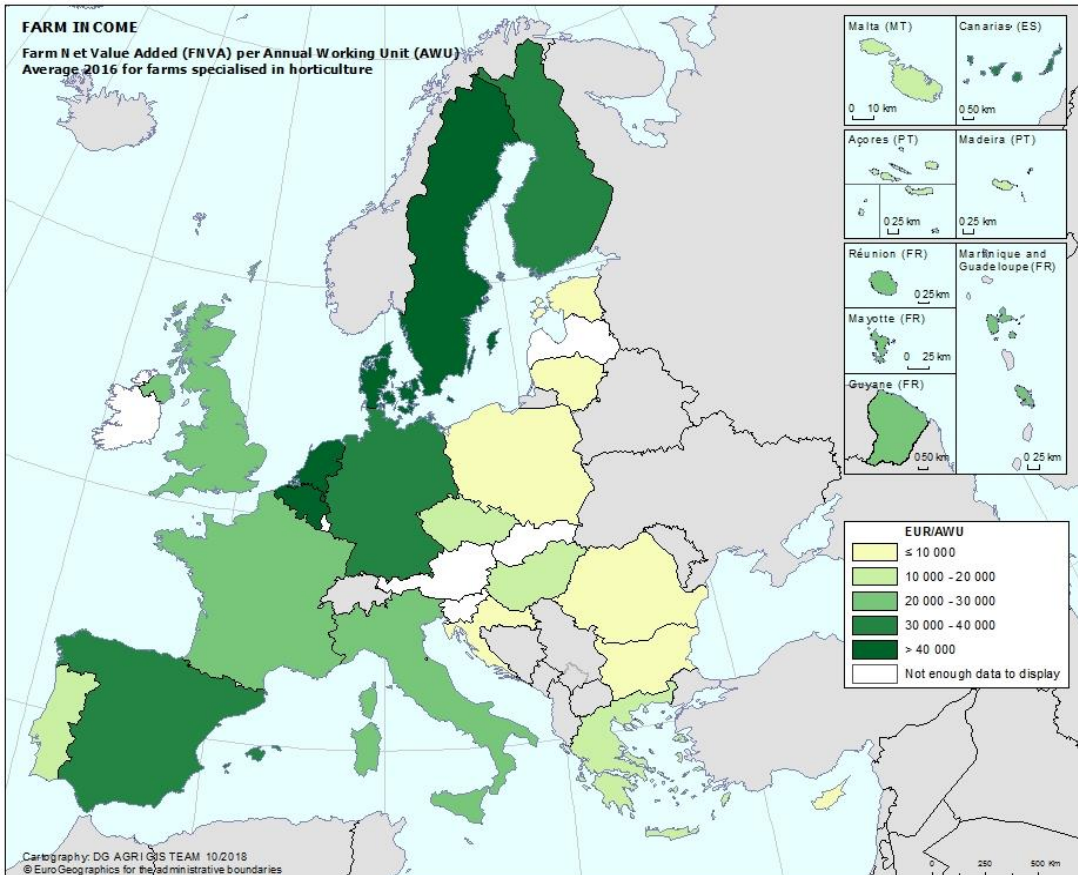 FARM INCOME
Farm Net Value Added (FNVA) per Annual Working Unit (AWU)
Average 2016 for farms specialised in horticulture
Malta (MT)
0 10 km
Canarias (ES)
0 50 km
Açores (PT)
0 25 km
Madeira (PT)
0 25 km
Réunion (FR)
0 25 km
Mayotte (FR)
0 25 km
Guyane (FR)
0 50 km
Martinique and
Guadeloupe (FR)
0 25 km
EUR/AWU
≤ 10 000
10 000 - 20 000
20 000 - 30 000
30 000 - 40 000
> 40 000
Not enough data to display
Cartography: DG AGRI GIS TEAM 10/2018
© EuroGeographics for the administrative boundaries
0 250 500 Km